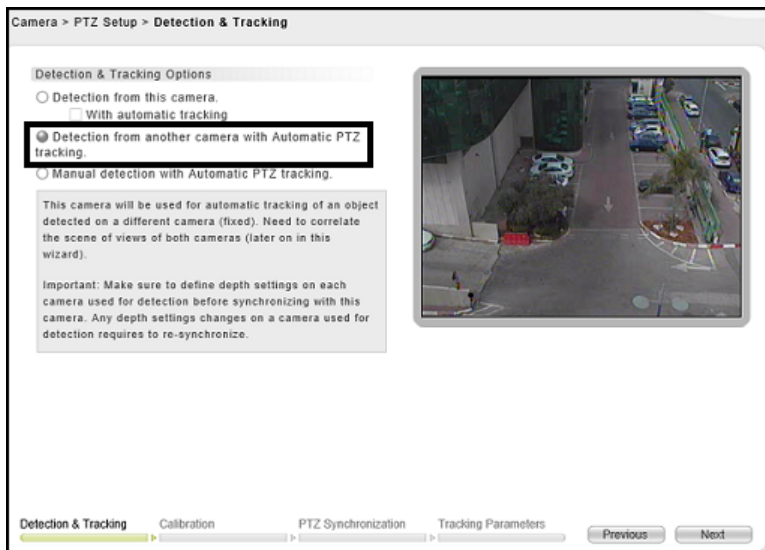 Camera > PTZ Setup > Detection & Tracking
Detection & Tracking Options
Detection from this camera.
With automatic tracking
Detection from another camera with Automatic PTZ
tracking.
Manual detection with Automatic PTZ tracking.
This camera will be used for automatic tracking of an object
detected on a different camera (fixed). Need to correlate
the scene of views of both cameras (later on in this
wizard).
Important: Make sure to define depth settings on each
camera used for detection before synchronizing with this
camera. Any depth settings changes on a camera used for
detection requires to re-synchronize.
Detection & Tracking
Calibration
PTZ Synchronization
Tracking Parameters
Previous
Next